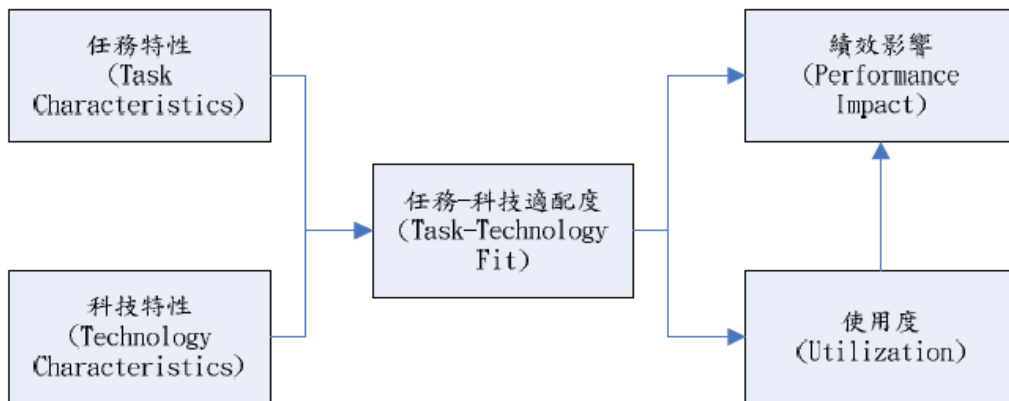 任務特性
(Task
Characteristics)
績效影響
(Performance
Impact)
任務-科技適配度
(Task-Technology
Fit)
科技特性
(Technology
Characteristics)
使用度
(Utilization)